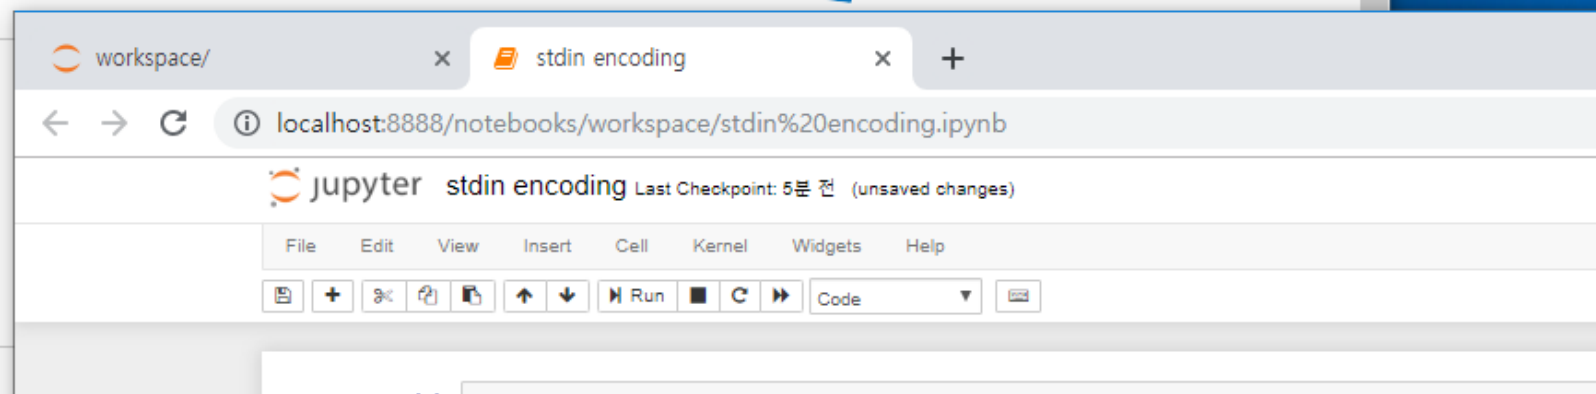 workspace/ stdin encoding
localhost:8888/notebooks/workspace/stdin%20encoding.ipynb
jupyter stdin encoding Last Checkpoint: 5분 전 (unsaved changes)
File Edit View Insert Cell Kernel Widgets Help
Run Code